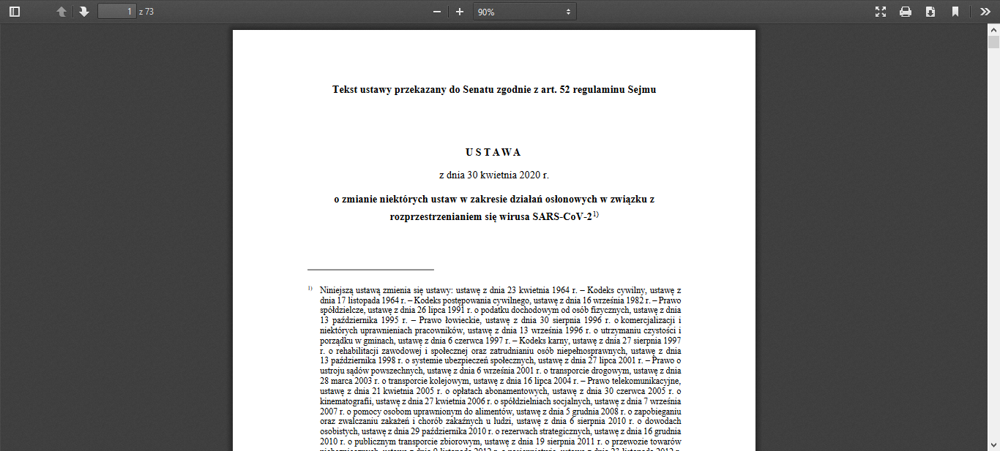 1 z 73
90%
Tekst ustawy przekazany do Senatu zgodnie z art. 52 regulaminu Sejmu
U S T A W A
z dnia 30 kwietnia 2020 r.
o zmianie niektórych ustaw w zakresie działań osłonowych w związku z
rozprzestrzenianiem się wirusa SARS-CoV-2 1)
1) Niniejszą ustawą zmienia się ustawy: ustawę z dnia 23 kwietnia 1964 r. – Kodeks cywilny, ustawę z
dnia 17 listopada 1964 r. – Kodeks postępowania cywilnego, ustawę z dnia 16 września 1982 r. – Prawo
spółdzielcze, ustawę z dnia 26 lipca 1991 r. o podatku dochodowym od osób fizycznych, ustawę z dnia
13 października 1995 r. – Prawo łowieckie, ustawę z dnia 30 sierpnia 1996 r. o komercjalizacji i
niektórych uprawnieniach pracowników, ustawę z dnia 13 września 1996 r. o utrzymaniu czystości i
porządku w gminach, ustawę z dnia 6 czerwca 1997 r. – Kodeks karny, ustawę z dnia 27 sierpnia 1997
r. o rehabilitacji zawodowej i społecznej oraz zatrudnianiu osób niepełnosprawnych, ustawę z dnia
13 października 1998 r. o systemie ubezpieczeń społecznych, ustawę z dnia 27 lipca 2001 r. – Prawo o
ustroju sądów powszechnych, ustawę z dnia 6 września 2001 r. o transporcie drogowym, ustawę z dnia
28 marca 2003 r. o transporcie kolejowym, ustawę z dnia 16 lipca 2004 r. – Prawo telekomunikacyjne,
ustawę z dnia 21 kwietnia 2005 r. o opłatach abonamentowych, ustawę z dnia 30 czerwca 2005 r. o
kinematografii, ustawę z dnia 27 kwietnia 2006 r. o spółdzielniach socjalnych, ustawę z dnia 7 września
2007 r. o pomocy osobom uprawnionym do alimentów, ustawę z dnia 5 grudnia 2008 r. o zapobieganiu
oraz zwalczaniu zakażeń i chorób zakaźnych u ludzi, ustawę z dnia 6 sierpnia 2010 r. o dowodach
osobistych, ustawę z dnia 29 października 2010 r. o rezerwach strategicznych, ustawę z dnia 16 grudnia
2010 r. o publicznym transporcie zbiorowym, ustawę z dnia 19 sierpnia 2011 r. o przewozie towarów